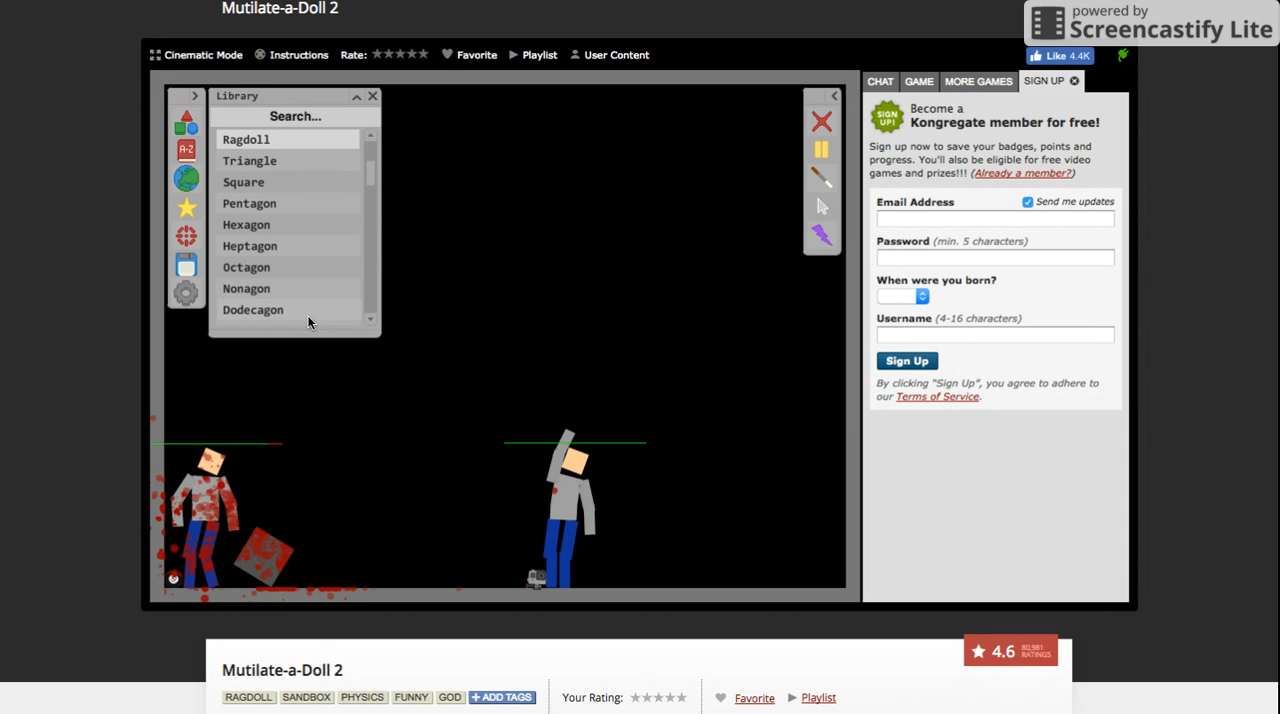 Mutilate-a-Doll 2
powered by
Screencastify Lite
Cinematic Mode Instructions Rate: Favorite Playlist User Content
Like 4.4K
CHAT GAME MORE GAMES SIGN UP
Library
Search...
Ragdoll
Triangle
Square
Pentagon
Hexagon
Heptagon
Octagon
Nonagon
Dodecagon
A-Z
SIGN UP!
Become a
Kongregate member for free!
Sign up now to save your badges, points and
progress. You'll also be eligible for free video
games and prizes!!! (Already a member?)
Email Address Send me updates
Password (min. 5 characters)
When were you born?
Username (4-16 characters)
Sign Up
By clicking "Sign Up", you agree to adhere to
our Terms of Service.
Mutilate-a-Doll 2
4.6 80,981 RATINGS
RAGDOLL SANDBOX PHYSICS FUNNY GOD + ADD TAGS
Your Rating: Favorite Playlist